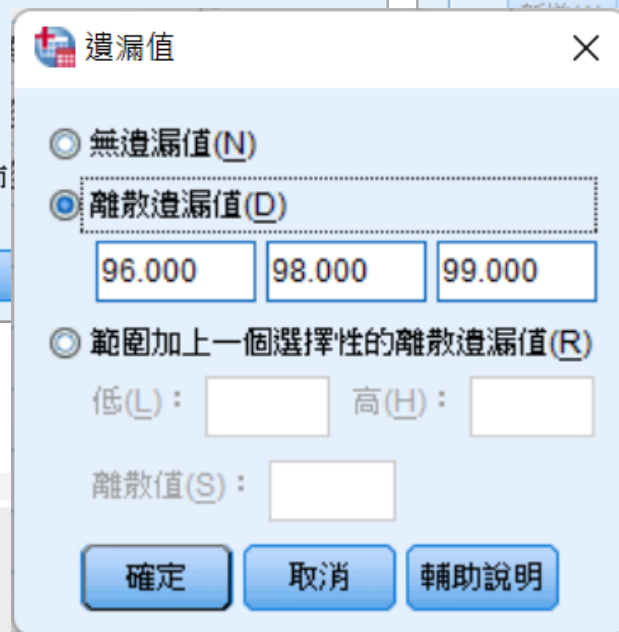 遺漏值
無遺漏值(N)
離散遺漏值(D)
96.000 98.000 99.000
範圍加上一個選擇性的離散遺漏值(R)
低(L): 高(H):
離散值(S):
確定 取消 輔助說明